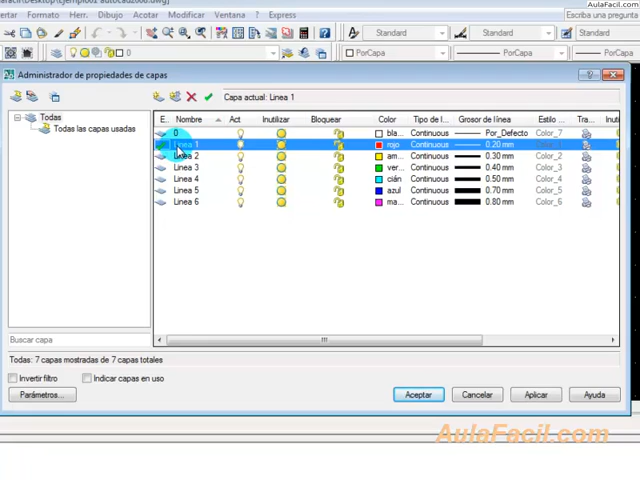 AulaFacil.com
Formato Herr. Dibujo Acotar Modificar Ventana ? Express
Escriba una pregunta
Standard
Standard
Standard
0
PorCapa
PorCapa
Administrador de propiedades de capas
Capa actual: Linea 1
Todas
Todas las capas usadas
Buscar capa
E.. Nombre Act Inutilizar Bloquear Color Tipo de l... Grosor de línea Estilo ... Tra... Inuti
0 bla... Continuous Por_Defecto Color_7
Linea 1 rojo Continuous 0.20 mm Color_1
Linea 2 am... Continuous 0.30 mm Color_2
Linea 3 ver... Continuous 0.40 mm Color_3
Linea 4 cián Continuous 0.50 mm Color_4
Linea 5 azul Continuous 0.70 mm Color_5
Linea 6 ma... Continuous 0.80 mm Color_6
Todas: 7 capas mostradas de 7 capas totales
Invertir filtro Indicar capas en uso
Parámetros... Aceptar Cancelar Aplicar Ayuda
AulaFacil.com